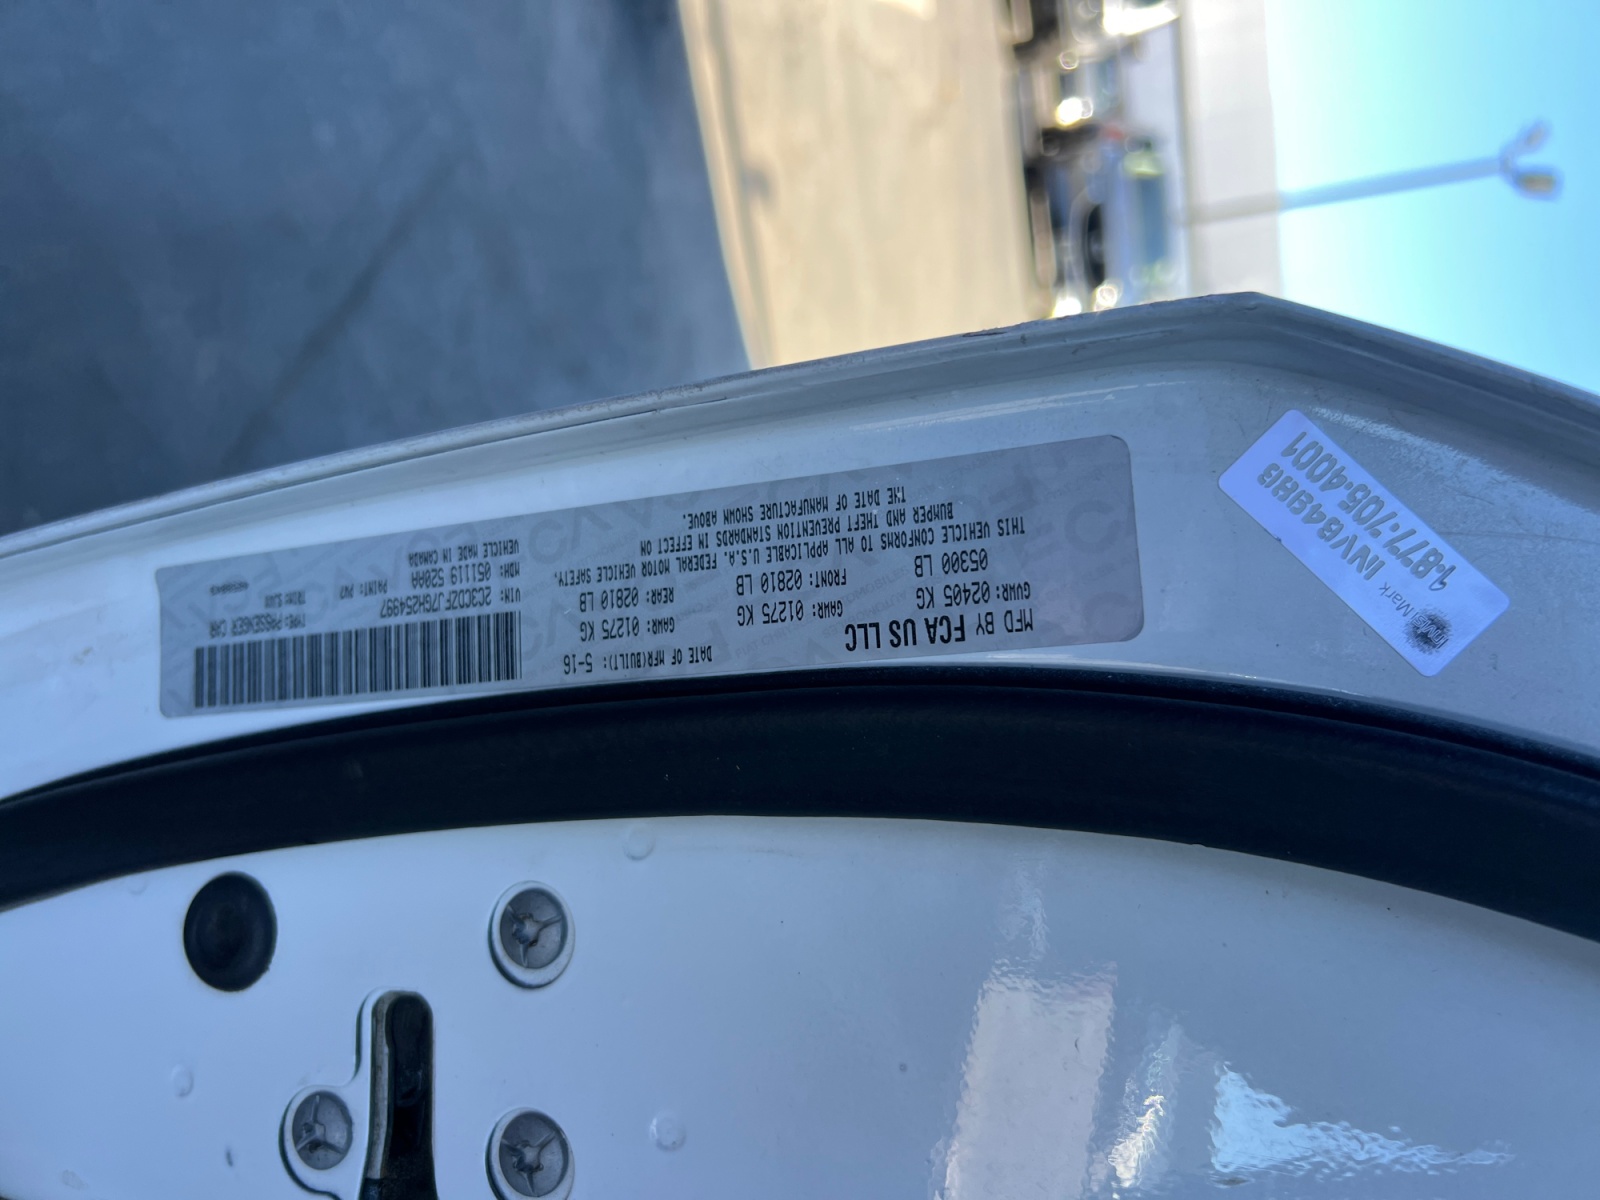 MFD BY FCA US LLC DATE OF MFR(BUILT): 5-16
GVWR: 02405 KG GAWR: 01275 KG GAWR: 01275 KG
05300 LB FRONT: 02810 LB REAR: 02810 LB
THIS VEHICLE CONFORMS TO ALL APPLICABLE U.S.A. FEDERAL MOTOR VEHICLE SAFETY,
BUMPER AND THEFT PREVENTION STANDARDS IN EFFECT ON
THE DATE OF MANUFACTURE SHOWN ABOVE.
VIN: 2C3CDZFJ7GH254997 TYPE: PASSENGER CAR
MDH: 051119 520AA PAINT: PW7 TRIM:
VEHICLE MADE IN CANADA
Mark
1.877.705.4001